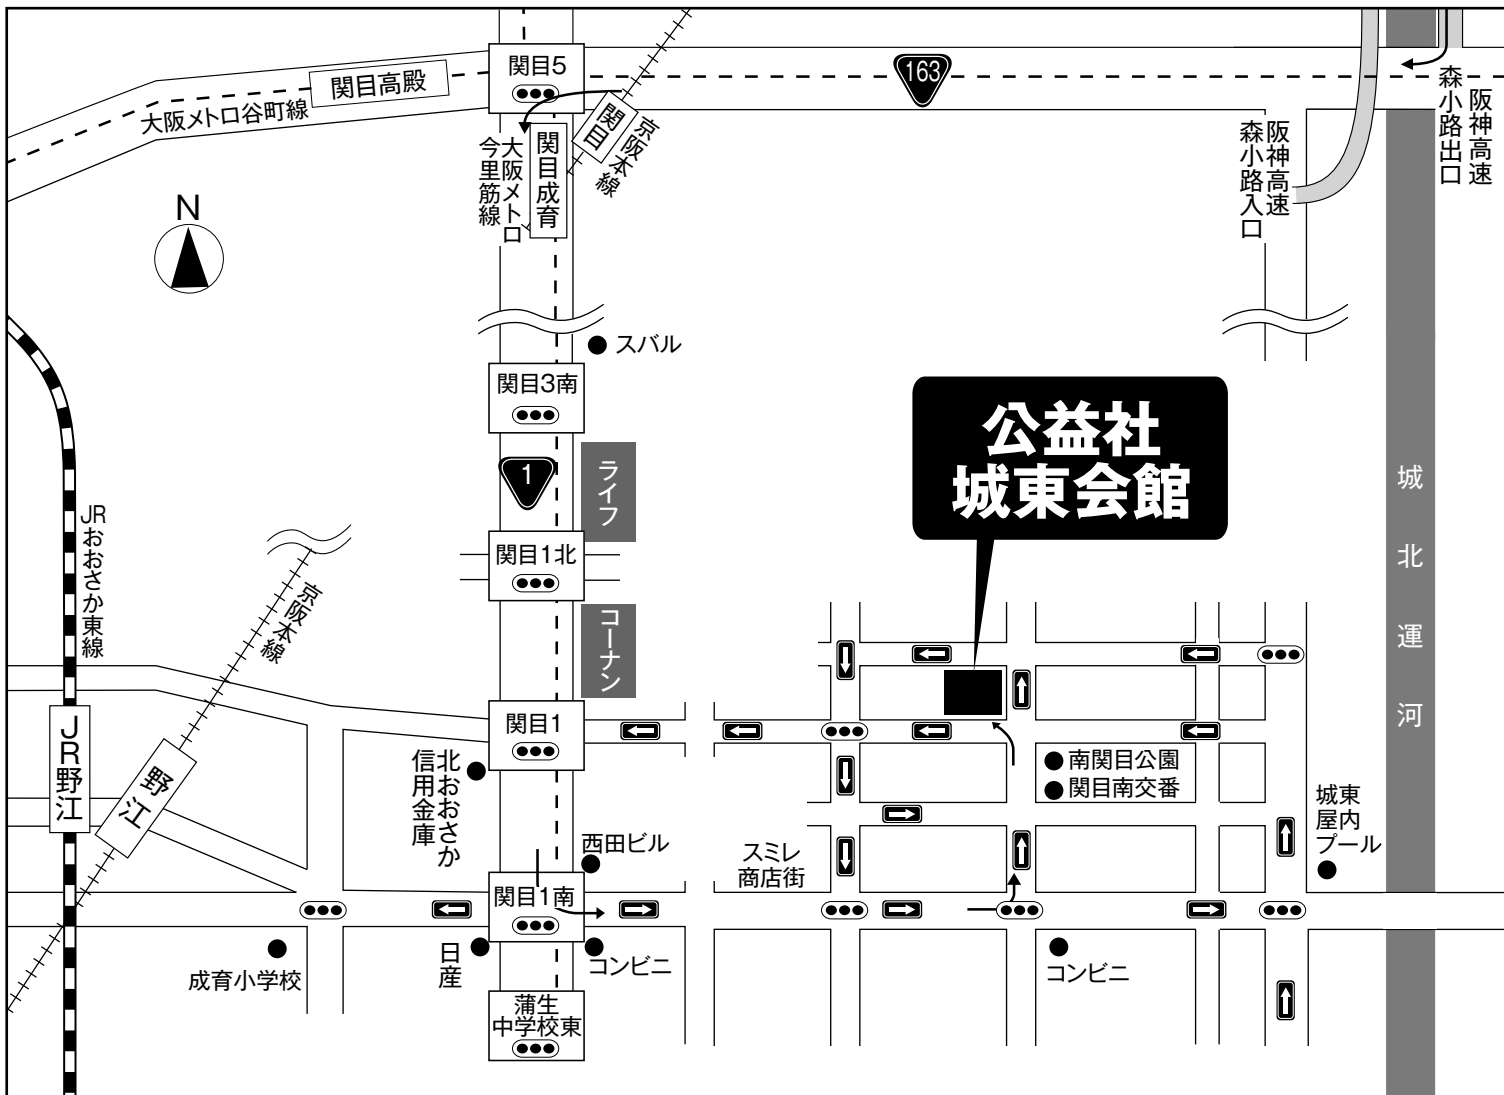 関目5
163
関目高殿
大阪メトロ谷町線
関目
京阪本線
関目成育
大阪メトロ
今里筋線
阪神高速
森小路出口
阪神高速
森小路入口
N
スバル
関目3南
公益社
城東会館
1
ライフ
城北運河
JRおおさか東線
関目1北
京阪本線
コーナン
関目1
JR野江
野江
北おおさか
信用金庫
南関目公園
関目南交番
城東
屋内
プール
西田ビル
スミレ
商店街
関目1南
日産
コンビニ
コンビニ
成育小学校
蒲生
中学校東